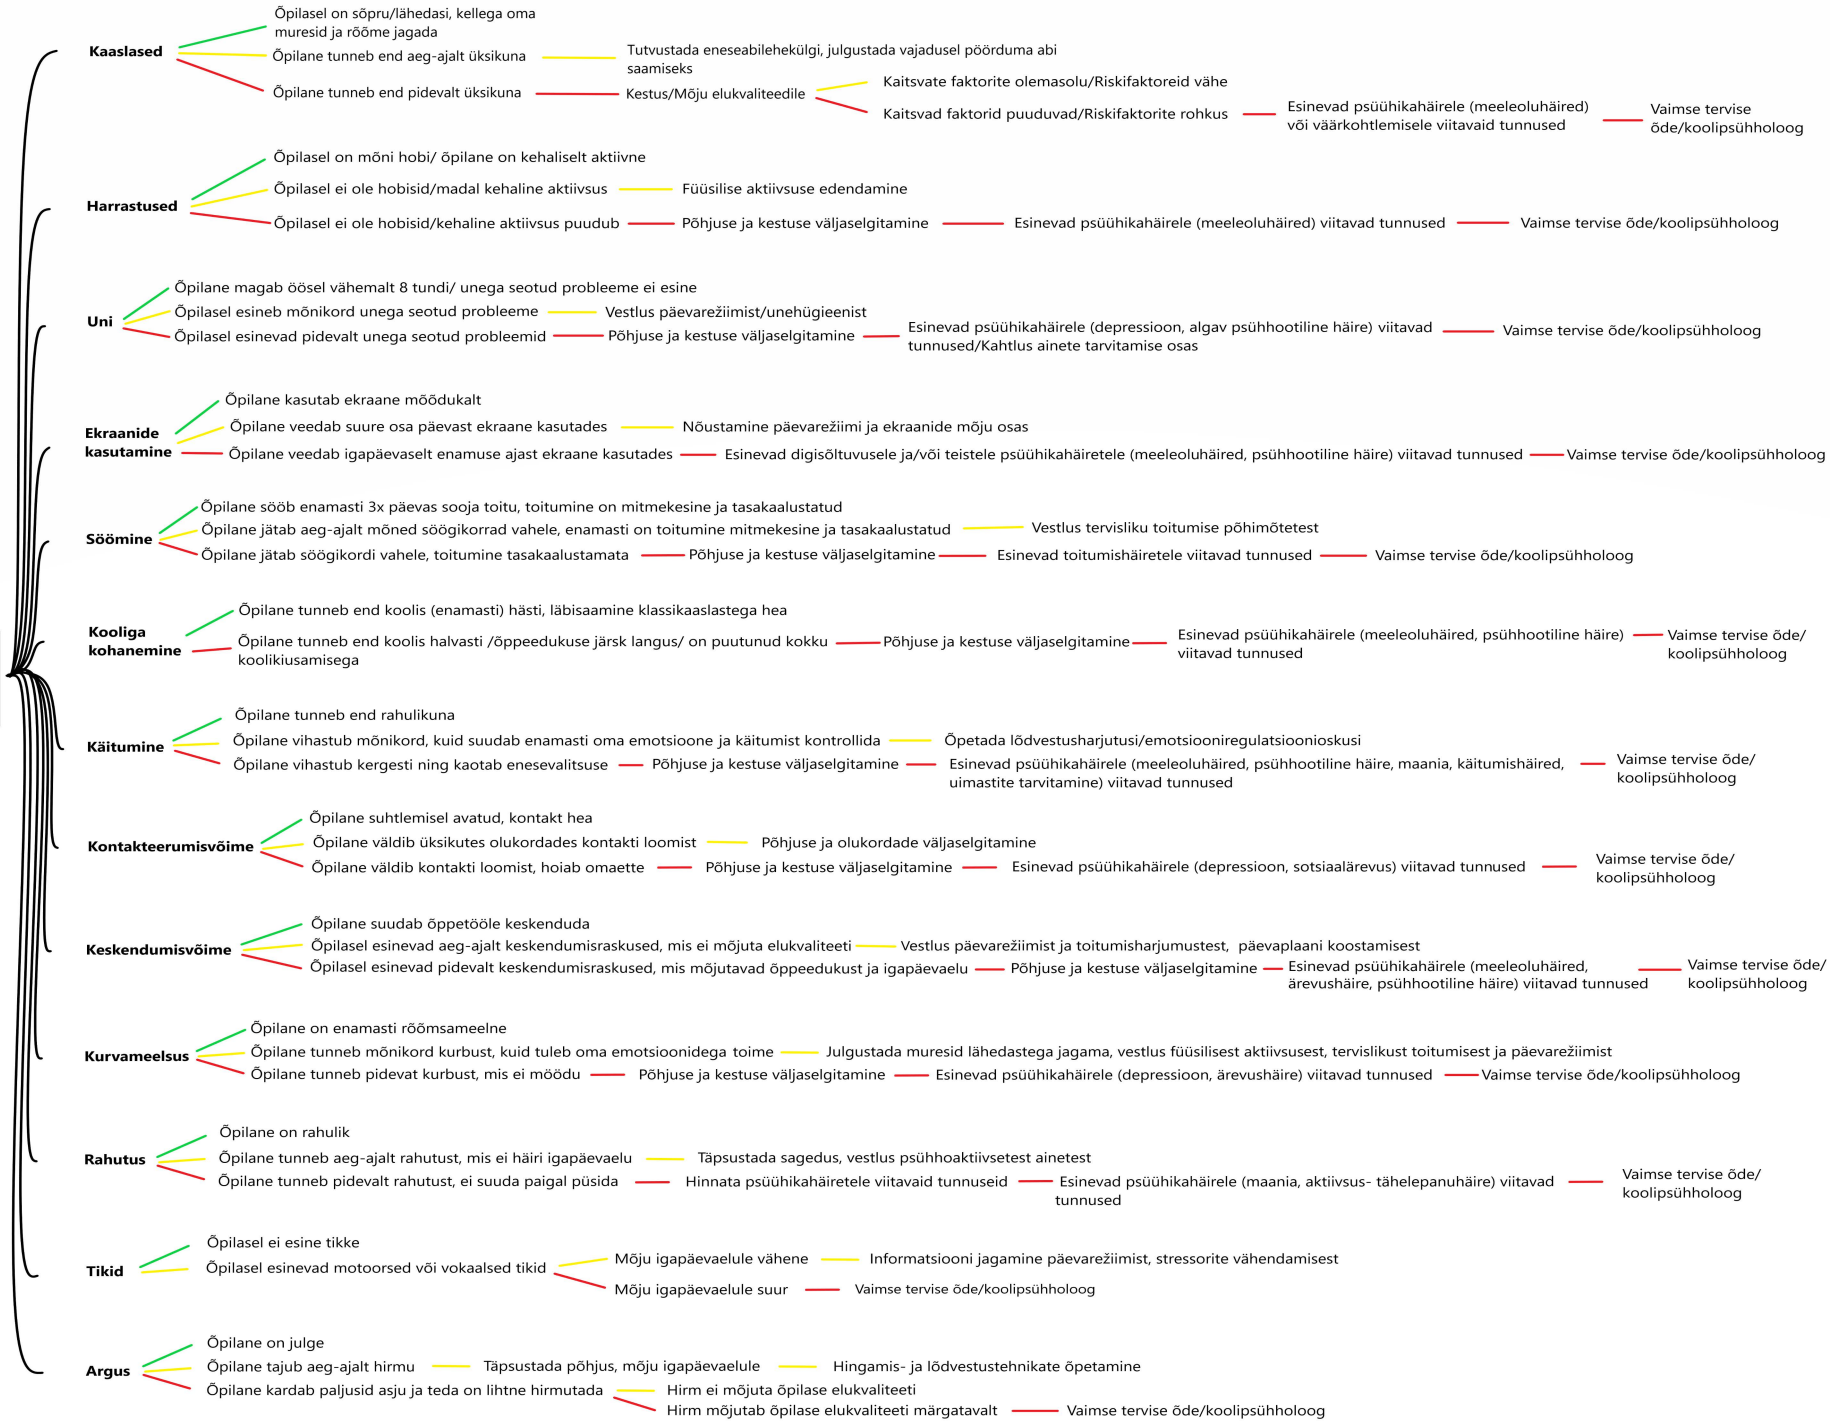 Õpilasel on sõpru/lähedasi, kellega oma
muresid ja rõõme jagada
Kaaslased
Õpilane tunneb end aeg-ajalt üksikuna
Tutvustada eneseabilehekülgi, julgustada vajadusel pöörduma abi
saamiseks
Õpilane tunneb end pidevalt üksikuna
Kestus/Mõju elukvaliteedile
Kaitsvate faktorite olemasolu/Riskifaktoreid vähe
Kaitsvad faktorid puuduvad/Riskifaktorite rohkus
Esinevad psüühikahäirele (meeleoluhäired)
või väärkohtlemisele viitavaid tunnused
Vaimse tervise
õde/koolipsühholoog
Õpilasel on mõni hobi/ õpilane on kehaliselt aktiivne
Harrastused
Õpilasel ei ole hobisid/madal kehaline aktiivsus
Füüsilise aktiivsuse edendamine
Õpilasel ei ole hobisid/kehaline aktiivsus puudub
Põhjuse ja kestuse väljaselgitamine
Esinevad psüühikahäirele (meeleoluhäired) viitavad tunnused
Vaimse tervise õde/koolipsühholoog
Õpilane magab öösel vähemalt 8 tundi/ unega seotud probleeme ei esine
Uni
Õpilasel esineb mõnikord unega seotud probleeme
Vestlus päevarežiimist/unehügieenist
Õpilasel esinevad pidevalt unega seotud probleemid
Põhjuse ja kestuse väljaselgitamine
Esinevad psüühikahäirele (depressioon, algav psühhootiline häire) viitavad
tunnused/Kahtlus ainete tarvitamise osas
Vaimse tervise õde/koolipsühholoog
Õpilane kasutab ekraane mõõdukalt
Ekraanide
kasutamine
Õpilane veedab suure osa päevast ekraane kasutades
Nõustamine päevarežiimi ja ekraanide mõju osas
Õpilane veedab igapäevaselt enamuse ajast ekraane kasutades
Esinevad digisõltuvusele ja/või teistele psüühikahäiretele (meeleoluhäired, psühhootiline häire) viitavad tunnused
Vaimse tervise õde/koolipsühholoog
Õpilane sööb enamasti 3x päevas sooja toitu, toitumine on mitmekesine ja tasakaalustatud
Söömine
Õpilane jätab aeg-ajalt mõned söögikorrad vahele, enamasti on toitumine mitmekesine ja tasakaalustatud
Vestlus tervisliku toitumise põhimõtetest
Õpilane jätab söögikordi vahele, toitumine tasakaalustamata
Põhjuse ja kestuse väljaselgitamine
Esinevad toitumishäiretele viitavad tunnused
Vaimse tervise õde/koolipsühholoog
Õpilane tunneb end koolis (enamasti) hästi, läbisaamine klassikaaslastega hea
Kooliga
kohanemine
Õpilane tunneb end koolis halvasti /õppeedukuse järsk langus/ on puutunud kokku
koolikiusamisega
Põhjuse ja kestuse väljaselgitamine
Esinevad psüühikahäirele (meeleoluhäired, psühhootiline häire)
viitavad tunnused
Vaimse tervise õde/
koolipsühholoog
Õpilane tunneb end rahulikuna
Käitumine
Õpilane vihastub mõnikord, kuid suudab enamasti oma emotsioone ja käitumist kontrollida
Õpetada lõdvestusharjutusi/emotsiooniregulatsioonioskusi
Õpilane vihastub kergesti ning kaotab enesevalitsuse
Põhjuse ja kestuse väljaselgitamine
Esinevad psüühikahäirele (meeleoluhäired, psühhootiline häire, maania, käitumishäired,
uimastite tarvitamine) viitavad tunnused
Vaimse tervise õde/
koolipsühholoog
Õpilane suhtlemisel avatud, kontakt hea
Kontakteerumisvõime
Õpilane väldib üksikutes olukordades kontakti loomist
Põhjuse ja olukordade väljaselgitamine
Õpilane väldib kontakti loomist, hoiab omaette
Põhjuse ja kestuse väljaselgitamine
Esinevad psüühikahäirele (depressioon, sotsiaalärevus) viitavad tunnused
Vaimse tervise õde/
koolipsühholoog
Õpilane suudab õppetööle keskenduda
Keskendumisvõime
Õpilasel esinevad aeg-ajalt keskendumisraskused, mis ei mõjuta elukvaliteeti
Vestlus päevarežiimist ja toitumisharjumustest, päevaplaani koostamisest
Õpilasel esinevad pidevalt keskendumisraskused, mis mõjutavad õppeedukust ja igapäevaelu
Põhjuse ja kestuse väljaselgitamine
Esinevad psüühikahäirele (meeleoluhäired,
ärevushäire, psühhootiline häire) viitavad tunnused
Vaimse tervise õde/
koolipsühholoog
Õpilane on enamasti rõõmsameelne
Kurvameelsus
Õpilane tunneb mõnikord kurbust, kuid tuleb oma emotsioonidega toime
Julgustada muresid lähedastega jagama, vestlus füüsilisest aktiivsusest, tervislikust toitumisest ja päevarežiimist
Õpilane tunneb pidevat kurbust, mis ei möödu
Põhjuse ja kestuse väljaselgitamine
Esinevad psüühikahäirele (depressioon, ärevushäire) viitavad tunnused
Vaimse tervise õde/koolipsühholoog
Õpilane on rahulik
Rahutus
Õpilane tunneb aeg-ajalt rahutust, mis ei häiri igapäevaelu
Täpsustada sagedus, vestlus psühhoaktiivsetest ainetest
Õpilane tunneb pidevalt rahutust, ei suuda paigal püsida
Hinnata psüühikahäiretele viitavaid tunnuseid
Esinevad psüühikahäirele (maania, aktiivsus- tähelepanuhäire) viitavad
tunnused
Vaimse tervise õde/
koolipsühholoog
Õpilasel ei esine tikke
Tikid
Õpilasel esinevad motoorsed või vokaalsed tikid
Mõju igapäevaelule vähene
Informatsiooni jagamine päevarežiimist, stressorite vähendamisest
Mõju igapäevaelule suur
Vaimse tervise õde/koolipsühholoog
Õpilane on julge
Argus
Õpilane tajub aeg-ajalt hirmu
Täpsustada põhjus, mõju igapäevaelule
Hingamis- ja lõdvestustehnikate õpetamine
Õpilane kardab paljusid asju ja teda on lihtne hirmutada
Hirm ei mõjuta õpilase elukvaliteeti
Hirm mõjutab õpilase elukvaliteeti märgatavalt
Vaimse tervise õde/koolipsühholoog